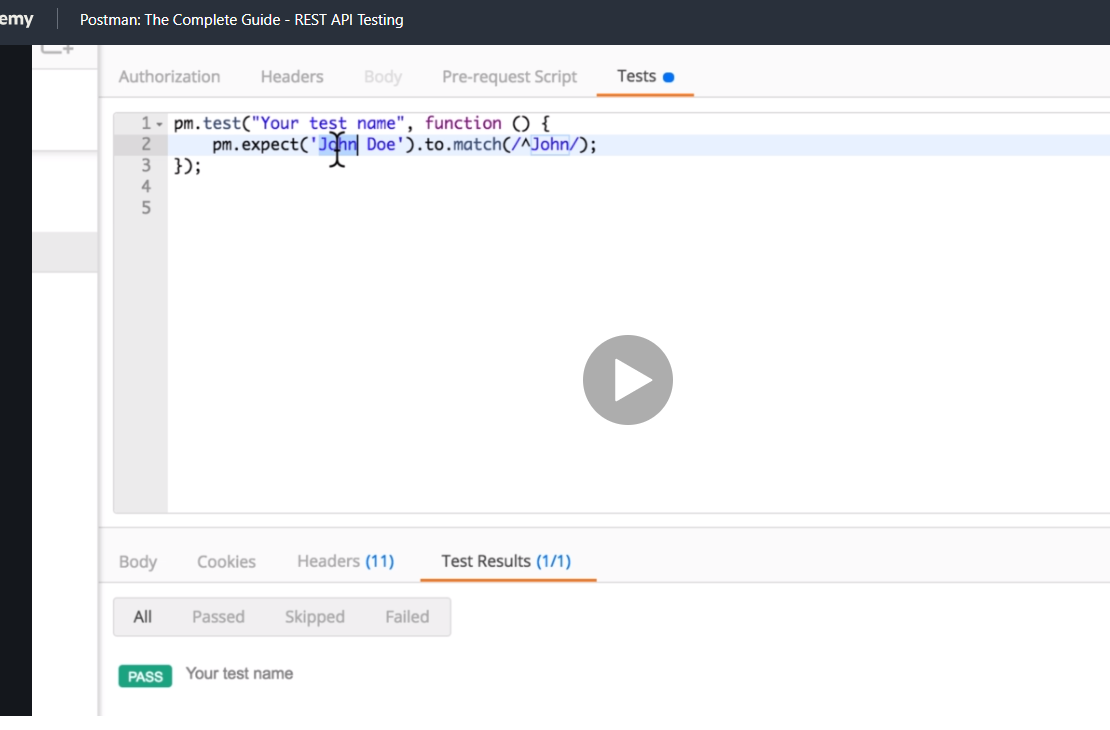 emy Postman: The Complete Guide - REST API Testing
Authorization Headers Body Pre-request Script Tests
1 pm.test("Your test name", function () {
2 pm.expect('John Doe').to.match(/^John/);
3 });
4
5
Body Cookies Headers (11) Test Results (1/1)
All Passed Skipped Failed
PASS Your test name